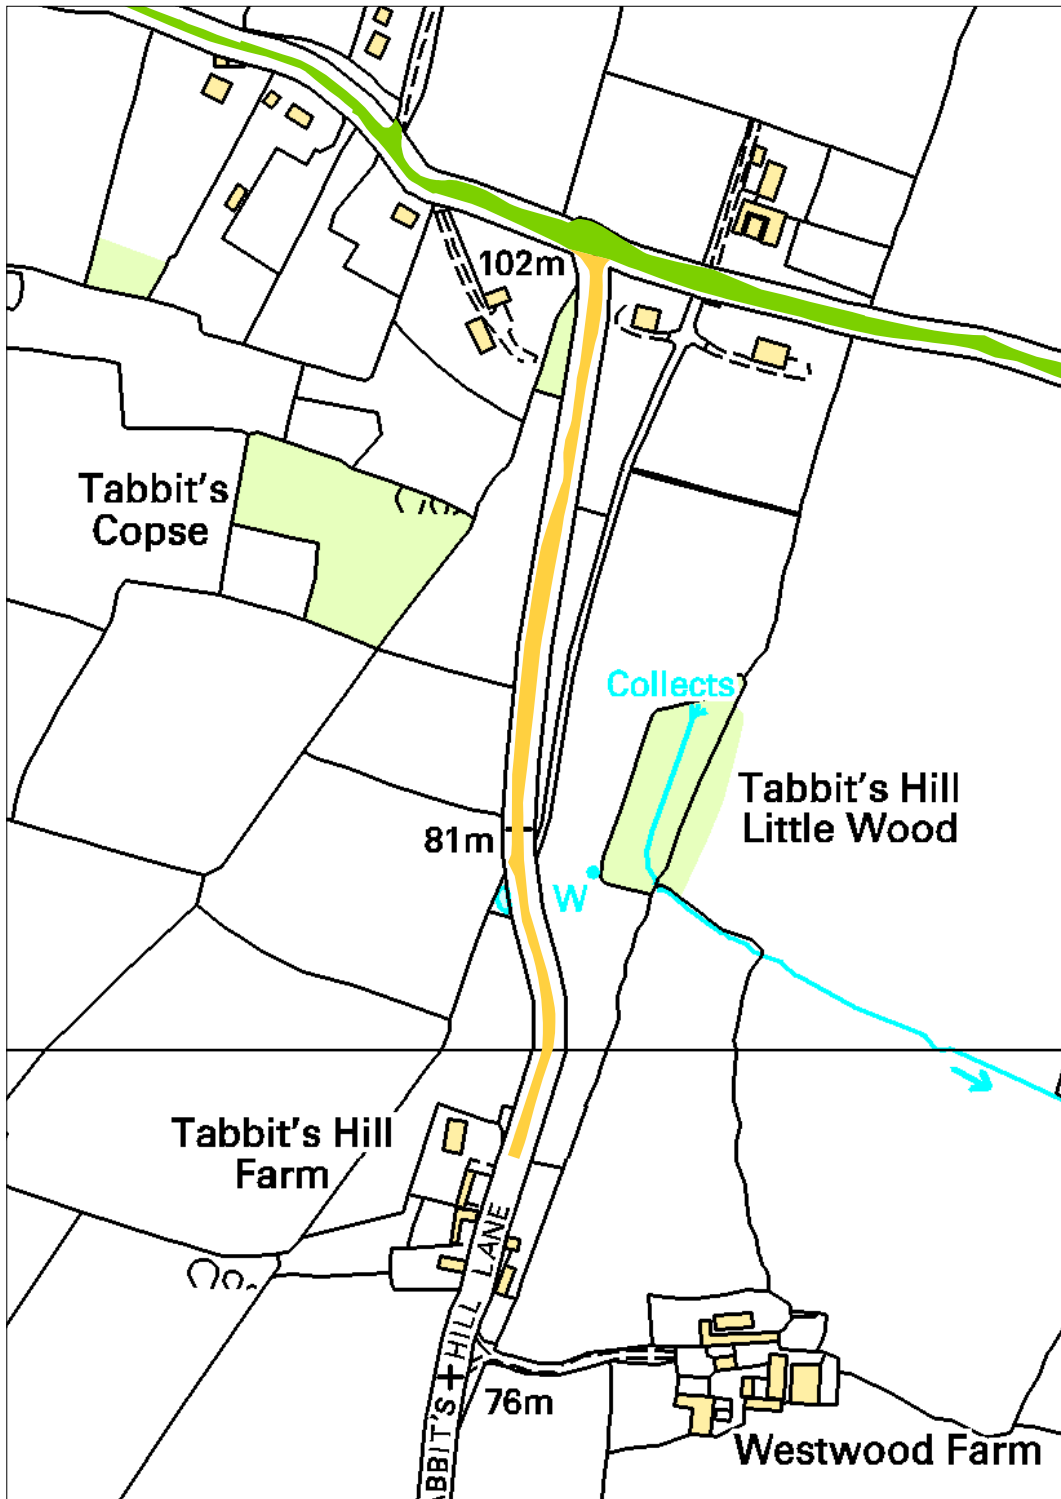 102m
Tabbit's
Copse
Collects
Tabbit's Hill
Little Wood
81m
W
Tabbit's Hill
Farm
ABBIT'S HILL LANE
76m
Westwood Farm